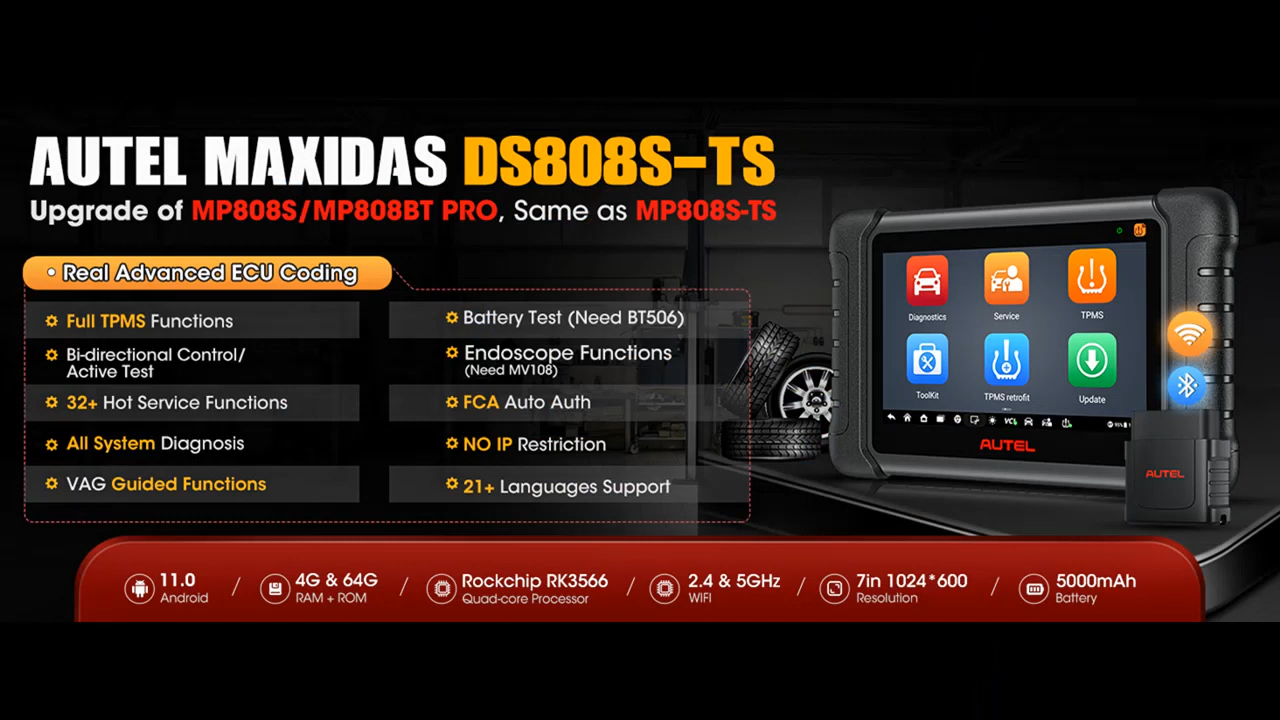 AUTEL MAXIDAS DS808S-TS
Upgrade of MP808S/MP808BT PRO, Same as MP808S-TS
• Real Advanced ECU Coding
Full TPMS Functions
Bi-directional Control/
Active Test
32+ Hot Service Functions
All System Diagnosis
VAG Guided Functions
Battery Test (Need BT506)
Endoscope Functions
(Need MV108)
FCA Auto Auth
NO IP Restriction
21+ Languages Support
Diagnostics
Service
TPMS
ToolKit
TPMS retrofit
Update
VCI
AUTEL
AUTEL
11.0
Android
/
4G & 64G
RAM + ROM
/
Rockchip RK3566
Quad-core Processor
/
2.4 & 5GHz
WIFI
/
7in 1024*600
Resolution
/
5000mAh
Battery